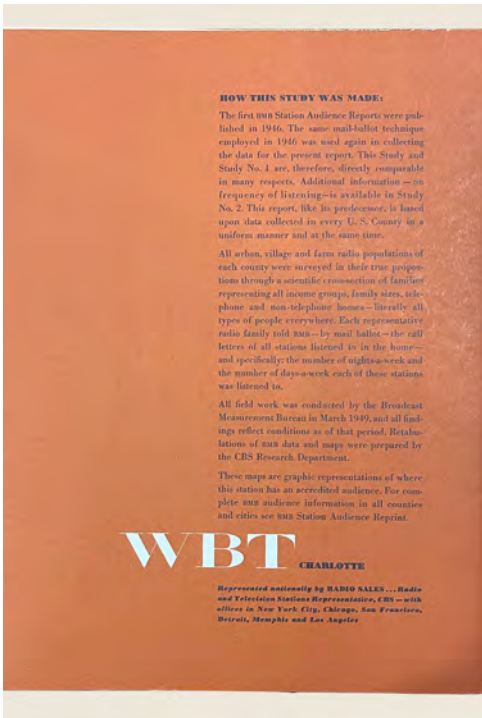 HOW THIS STUDY WAS MADE:
The first BMB Station Audience Reports were pub-
lished in 1946. The same mail-ballot technique
employed in 1946 was used again in collecting
the data for the present report. This Study and
Study No. 1 are, therefore, directly comparable
in many respects. Additional information—on
frequency of listening—is available in Study
No. 2. This report, like its predecessor, is based
upon data collected in every U. S. County in a
uniform manner and at the same time.
All urban, village and farm radio populations of
each county were surveyed in their true propor-
tions through a scientific cross-section of families
representing all income groups, family sizes, tele-
phone and non-telephone homes—literally all
types of people everywhere. Each representative
radio family told BMB—by mail ballot—the call
letters of all stations listened to in the home—
and specifically: the number of nights-a-week and
the number of days-a-week each of these stations
was listened to.
All field work was conducted by the Broadcast
Measurement Bureau in March 1949, and all find-
ings reflect conditions as of that period. Retabu-
lations of BMB data and maps were prepared by
the CBS Research Department.
These maps are graphic representations of where
this station has an accredited audience. For com-
plete BMB audience information in all counties
and cities see BMB Station Audience Reprint.
WBT CHARLOTTE
Represented nationally by RADIO SALES...Radio
and Television Stations Representative, CBS—with
offices in New York City, Chicago, San Francisco,
Detroit, Memphis and Los Angeles